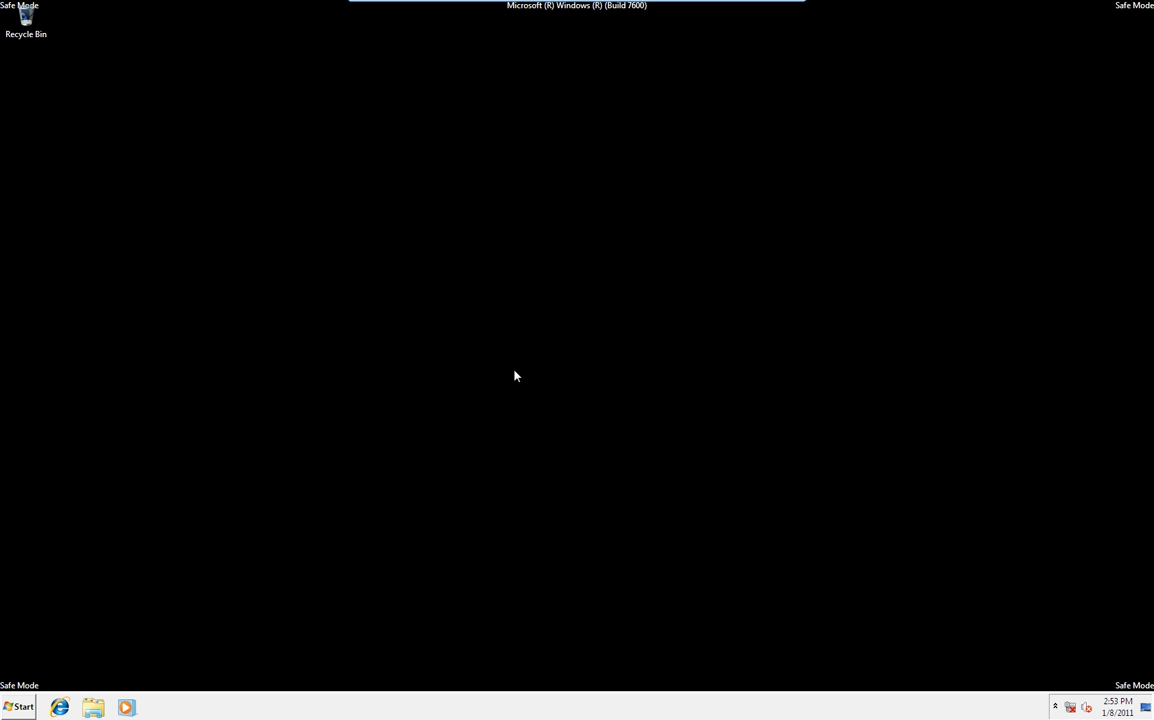 Safe Mode
Microsoft (R) Windows (R) (Build 7600)
Safe Mode
Recycle Bin
Safe Mode
Safe Mode
Start
2:53 PM
1/8/2011